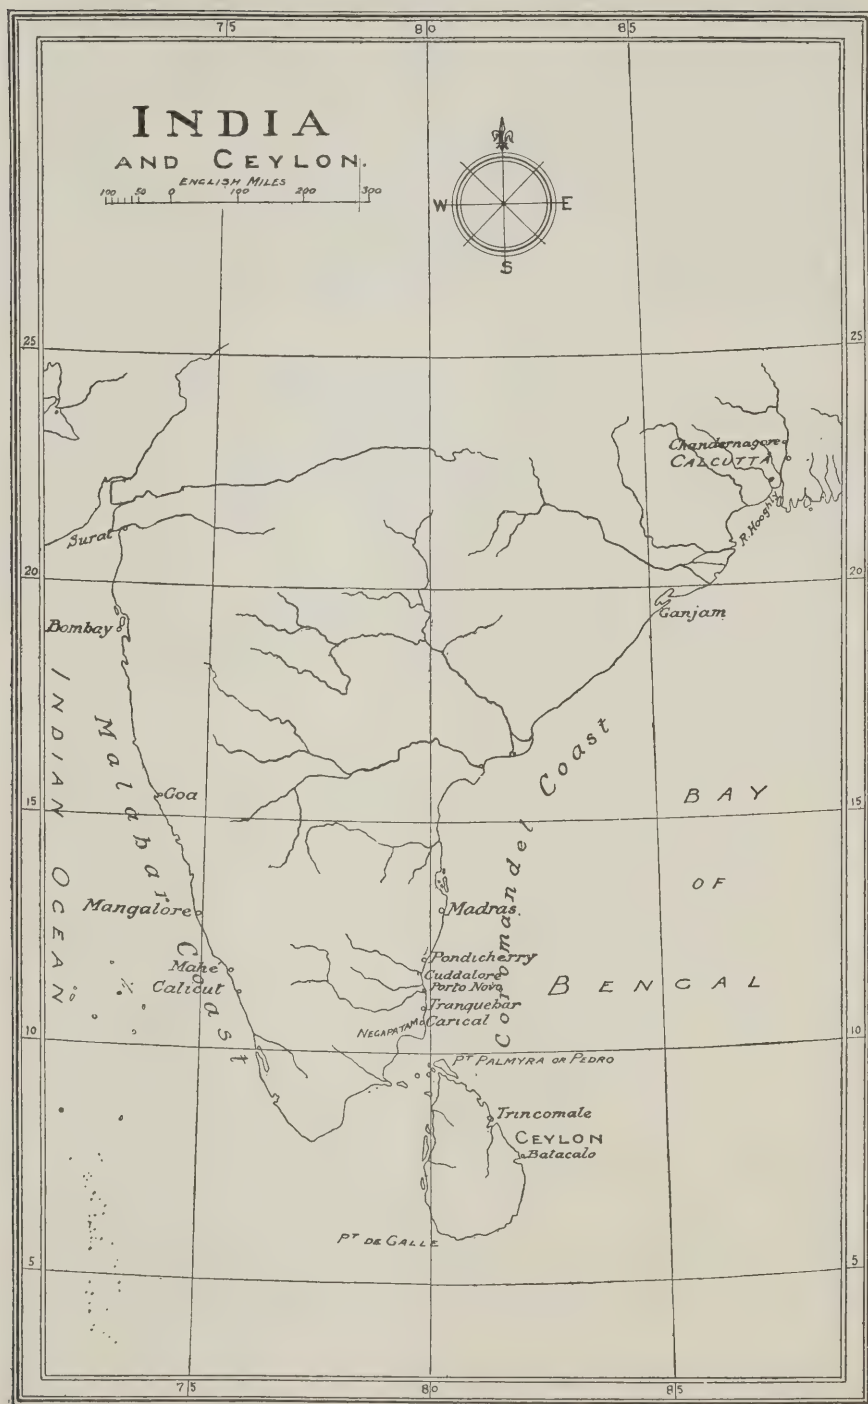 75 80 85
INDIA
AND CEYLON.
ENGLISH MILES
100 50 0 100 200 300
W E
S
25 25
Chandernagore
CALCUTTA
R. Hooghly
Surat
20 20
Ganjam
Bombay
INDIAN OCEAN
Malabar Coast
Coromandel Coast
Goa
BAY
15 15
OF
Mangalore
Madras.
Pondicherry
Mahé
Cuddalore
Calicut
Porto Novo
BENGAL
Tranquebar
NEGAPATAM
Carical
10 10
PT PALMYRA OR PEDRO
Trincomale
CEYLON
Batacalo
PT DE GALLE
5 5
75 80 85